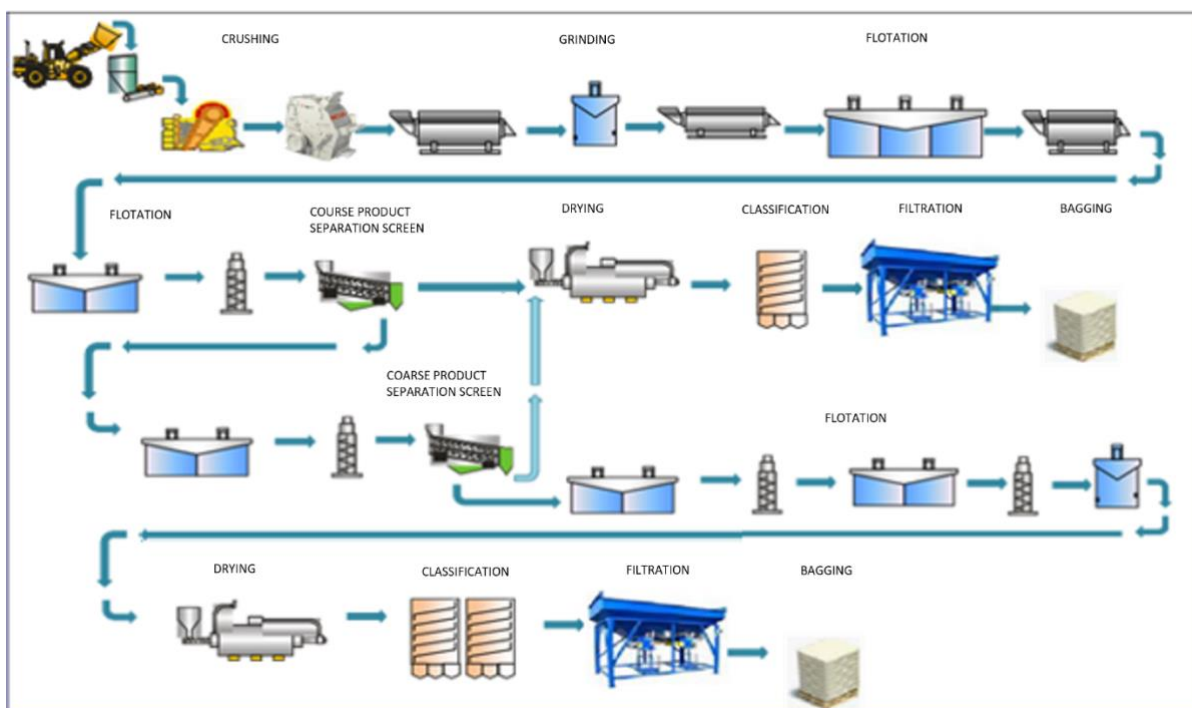 CRUSHING
GRINDING
FLOTATION
FLOTATION
COURSE PRODUCT
SEPARATION SCREEN
DRYING
CLASSIFICATION
FILTRATION
BAGGING
COARSE PRODUCT
SEPARATION SCREEN
FLOTATION
DRYING
CLASSIFICATION
FILTRATION
BAGGING